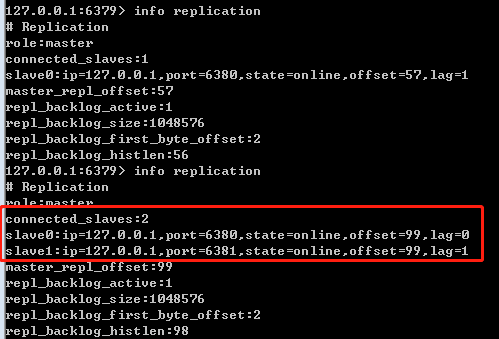 127.0.0.1:6379> info replication
# Replication
role:master
connected_slaves:1
slave0:ip=127.0.0.1,port=6380,state=online,offset=57,lag=1
master_repl_offset:57
repl_backlog_active:1
repl_backlog_size:1048576
repl_backlog_first_byte_offset:2
repl_backlog_histlen:56
127.0.0.1:6379> info replication
# Replication
role:master
connected_slaves:2
slave0:ip=127.0.0.1,port=6380,state=online,offset=99,lag=0
slave1:ip=127.0.0.1,port=6381,state=online,offset=99,lag=1
master_repl_offset:99
repl_backlog_active:1
repl_backlog_size:1048576
repl_backlog_first_byte_offset:2
repl_backlog_histlen:98